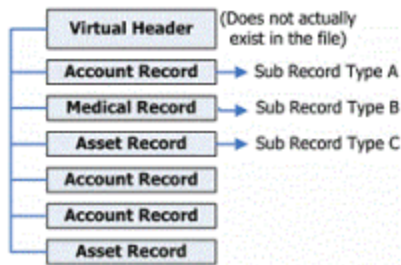 Virtual Header
(Does not actually
exist in the file)
Account Record
Sub Record Type A
Medical Record
Sub Record Type B
Asset Record
Sub Record Type C
Account Record
Account Record
Asset Record